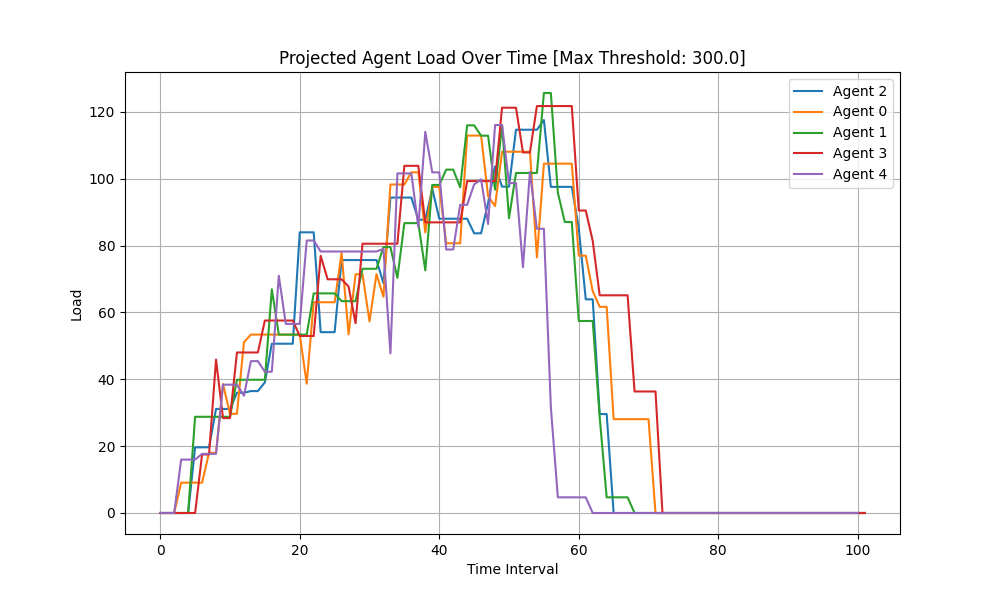 Projected Agent Load Over Time [Max Threshold: 300.0]
Load
120
100
80
60
40
20
0
0 20 40 60 80 100
Time Interval
Agent 2
Agent 0
Agent 1
Agent 3
Agent 4